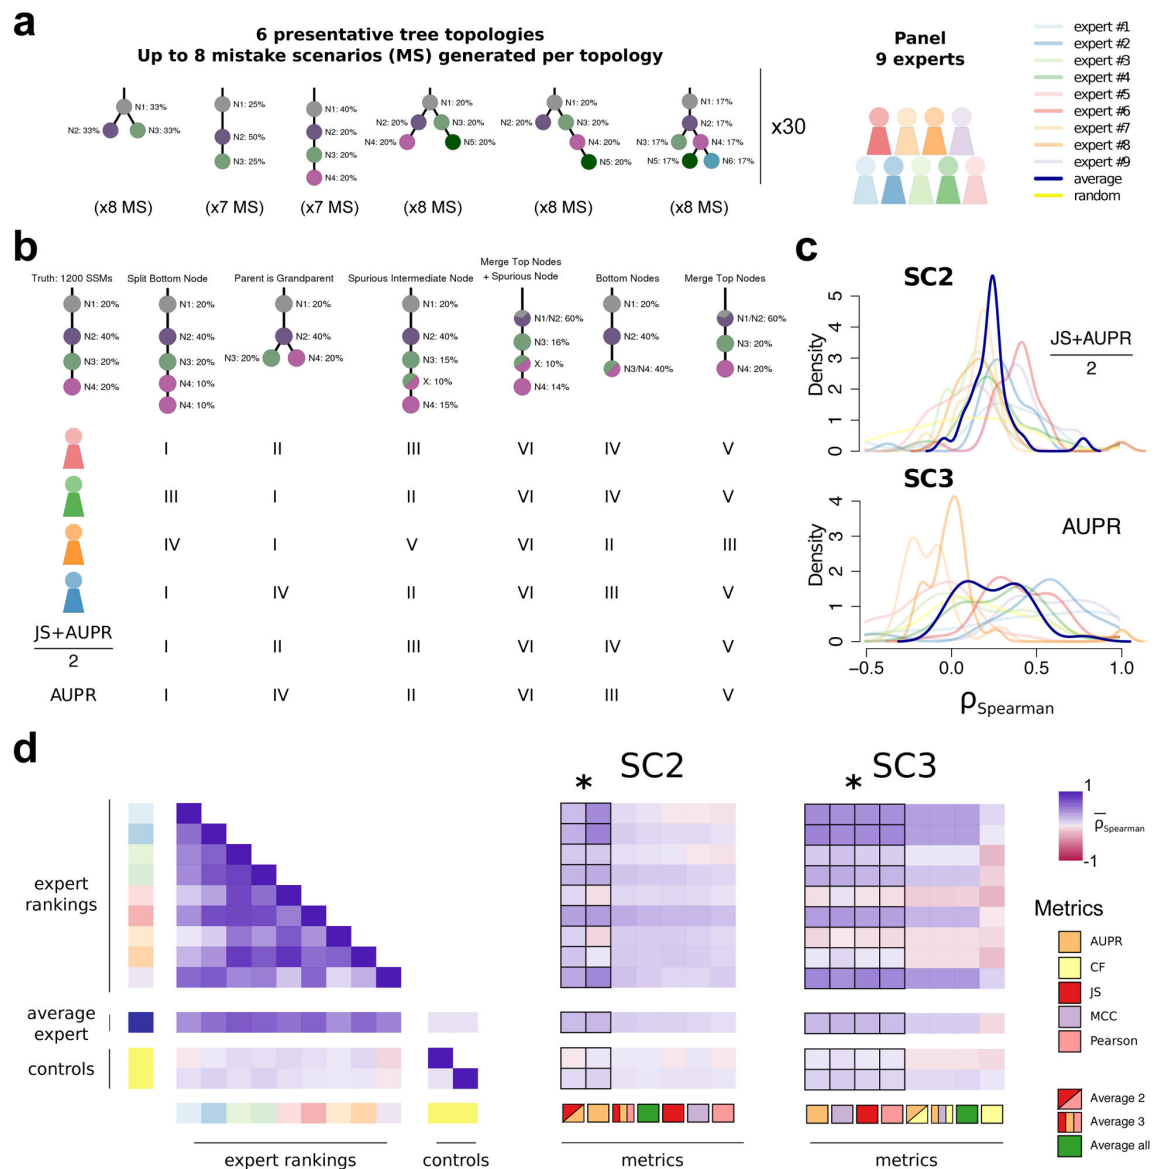 a
6 presentative tree topologies
Up to 8 mistake scenarios (MS) generated per topology
N1: 33%
N2: 33%
N3: 33%
(x8 MS)
N1: 25%
N2: 50%
N3: 25%
(x7 MS)
N1: 40%
N2: 20%
N3: 20%
N4: 20%
(x7 MS)
N1: 20%
N2: 20%
N3: 20%
N4: 20%
N5: 20%
(x8 MS)
N1: 20%
N2: 20%
N3: 20%
N4: 20%
N5: 20%
(x8 MS)
N1: 17%
N2: 17%
N3: 17%
N4: 17%
N5: 17%
N6: 17%
(x8 MS)
x30
Panel
9 experts
expert #1
expert #2
expert #3
expert #4
expert #5
expert #6
expert #7
expert #8
expert #9
average
random
b
Truth: 1200 SSMs
N1: 20%
N2: 40%
N3: 20%
N4: 20%
Split Bottom Node
N1: 20%
N2: 40%
N3: 20%
N4: 10%
N4: 10%
Parent is Grandparent
N1: 20%
N2: 40%
N3: 20%
N4: 20%
Spurious Intermediate Node
N1: 20%
N2: 40%
N3: 15%
X: 10%
N4: 15%
Merge Top Nodes
+ Spurious Node
N1/N2: 60%
N3: 16%
X: 10%
N4: 14%
Bottom Nodes
N1: 20%
N2: 40%
N3/N4: 40%
Merge Top Nodes
N1/N2: 60%
N3: 20%
N4: 20%
I II III VI IV V
III I II VI IV V
IV I V VI II III
I IV II VI III V
JS+AUPR
2
I II III VI IV V
AUPR I IV II VI III V
c
SC2
JS+AUPR
2
Density
5
4
3
2
1
0
SC3
AUPR
Density
4
3
2
1
0
−0.5 0.0 0.5 1.0
ρSpearman
d
* SC2
* SC3
expert
rankings
average
expert
controls
expert rankings
controls
metrics
metrics
1
ρSpearman
-1
Metrics
AUPR
CF
JS
MCC
Pearson
Average 2
Average 3
Average all